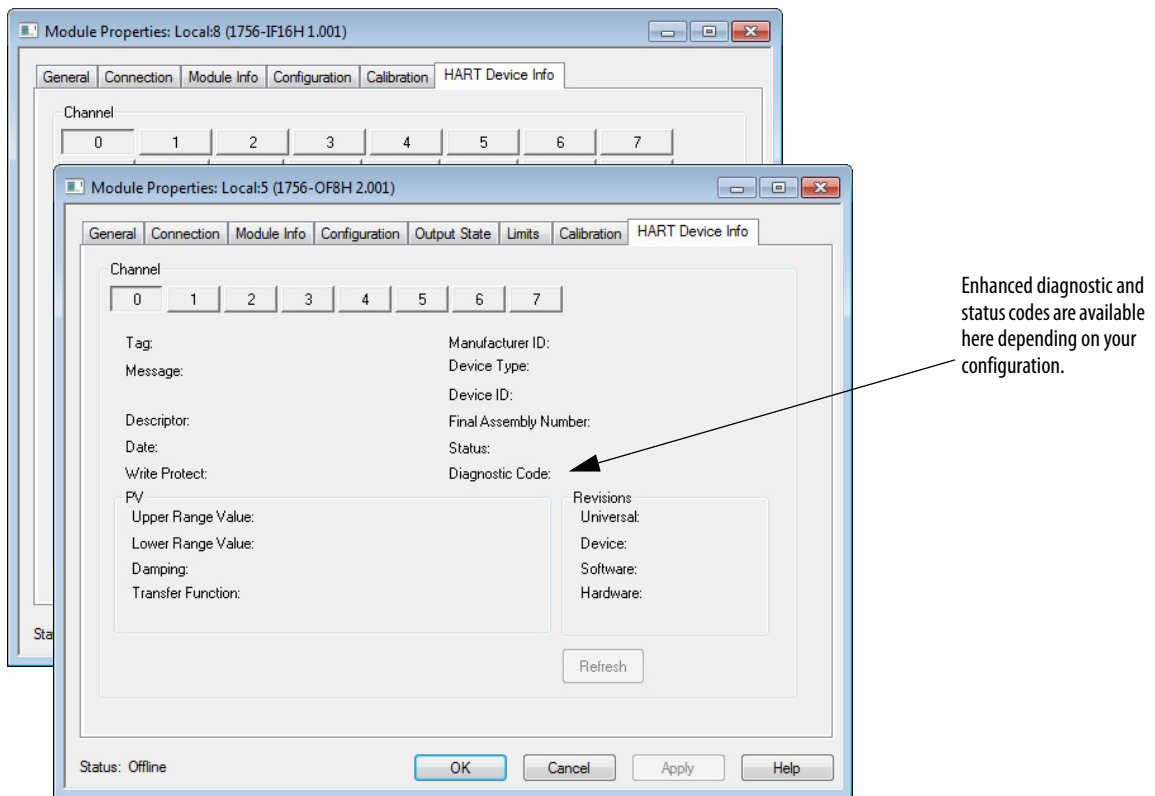 Module Properties: Local:8 (1756-IF16H 1.001)
General Connection Module Info Configuration Calibration HART Device Info
Channel
0 1 2 3 4 5 6 7
Module Properties: Local:5 (1756-OF8H 2.001)
General Connection Module Info Configuration Output State Limits Calibration HART Device Info
Channel
0 1 2 3 4 5 6 7
Tag:
Manufacturer ID:
Message:
Device Type:
Device ID:
Descriptor:
Final Assembly Number:
Date:
Status:
Write Protect:
Diagnostic Code:
PV
Upper Range Value:
Lower Range Value:
Damping:
Transfer Function:
Revisions
Universal:
Device:
Software:
Hardware:
Refresh
Status: Offline
OK Cancel Apply Help
Enhanced diagnostic and
status codes are available
here depending on your
configuration.